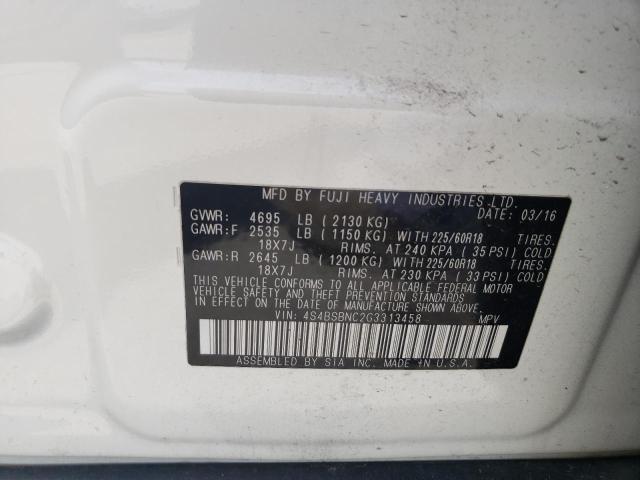 MFD BY FUJI HEAVY INDUSTRIES LTD.
GVWR: 4695 LB ( 2130 KG) DATE: 03/16
GAWR:F 2535 LB ( 1150 KG) WITH 225/60R18 TIRES.
18X7J RIMS. AT 240 KPA ( 35 PSI) COLD
GAWR:R 2645 LB ( 1200 KG) WITH 225/60R18 TIRES.
18X7J RIMS. AT 230 KPA ( 33 PSI) COLD
THIS VEHICLE CONFORMS TO ALL APPLICABLE FEDERAL MOTOR
VEHICLE SAFETY STANDARDS IN EFFECT ON THE DATE
OF MANUFACTURE SHOWN ABOVE.
VIN: 4S4BSBNC2G3313458 MPV
ASSEMBLED BY SIA INC. IN U.S.A.